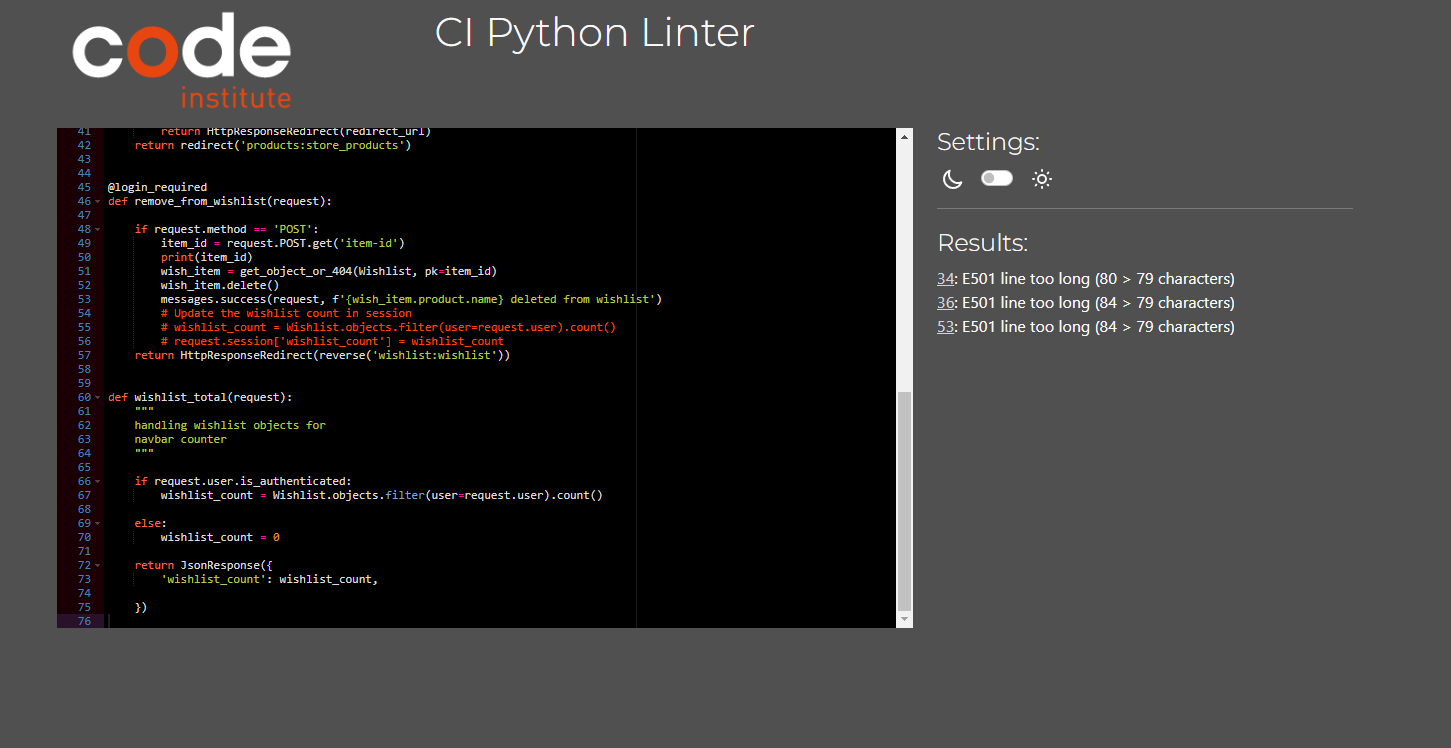 code
institute
CI Python Linter
41 return HttpResponseRedirect(redirect_url)
42 return redirect('products:store_products')
43
44
45 @login_required
46 def remove_from_wishlist(request):
47
48 if request.method == 'POST':
49 item_id = request.POST.get('item-id')
50 print(item_id)
51 wish_item = get_object_or_404(Wishlist, pk=item_id)
52 wish_item.delete()
53 messages.success(request, f'{wish_item.product.name} deleted from wishlist')
54 # Update the wishlist count in session
55 # wishlist_count = Wishlist.objects.filter(user=request.user).count()
56 # request.session['wishlist_count'] = wishlist_count
57 return HttpResponseRedirect(reverse('wishlist:wishlist'))
58
59
60 def wishlist_total(request):
61 """
62 handling wishlist objects for
63 navbar counter
64 """
65
66 if request.user.is_authenticated:
67 wishlist_count = Wishlist.objects.filter(user=request.user).count()
68
69 else:
70 wishlist_count = 0
71
72 return JsonResponse({
73 'wishlist_count': wishlist_count,
74
75 })
76
Settings:
Results:
34: E501 line too long (80 > 79 characters)
36: E501 line too long (84 > 79 characters)
53: E501 line too long (84 > 79 characters)